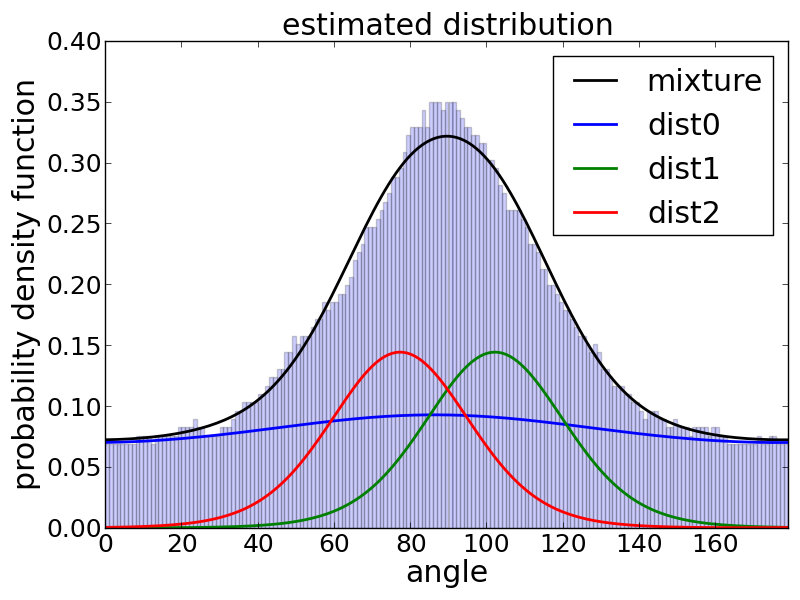 estimated distribution
0.40
0.35
0.30
0.25
0.20
0.15
0.10
0.05
0.00
probability density function
mixture
dist0
dist1
dist2
0 20 40 60 80 100 120 140 160
angle